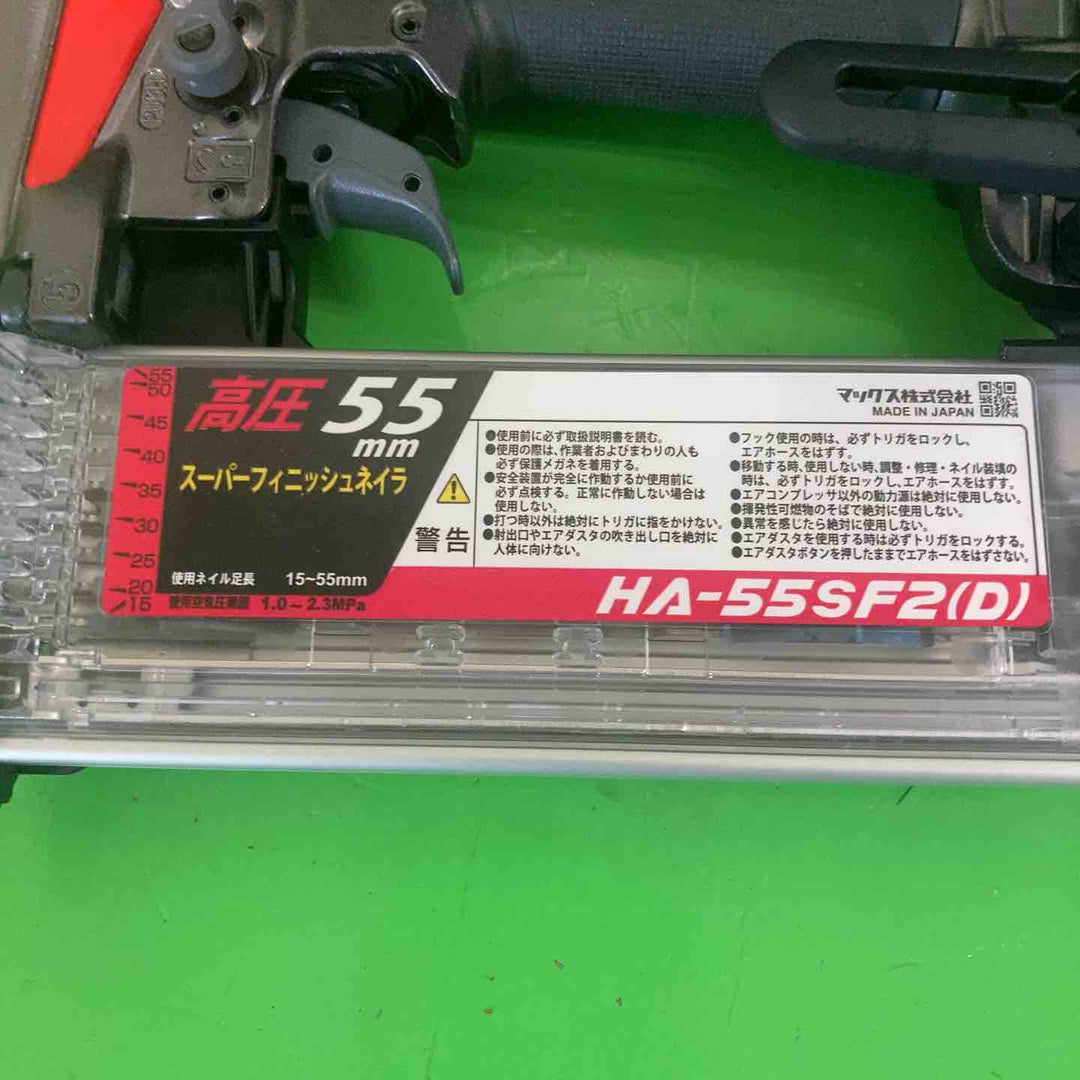 55
50
45
40
35
30
25
20
15
高圧 55
mm
スーパーフィニッシュネイラ
使用ネイル足長 15~55mm
使用空気圧範囲 1.0~2.3MPa
警告
●使用前に必ず取扱説明書を読む。
●使用の際は、作業者およびまわりの人も
必ず保護メガネを着用する。
●安全装置が完全に作動するか使用前に
必ず点検する。正常に作動しない場合は
使用しない。
●打つ時以外は絶対にトリガに指をかけない。
●射出口やエアダスタの吹き出し口を絶対に
人体に向けない。
マックス株式会社
MADE IN JAPAN
●フック使用の時は、必ずトリガをロックし、
エアホースをはずす。
●移動する時、使用しない時、調整・修理・ネイル装填の
時は、必ずトリガをロックし、エアホースをはずす。
●エアコンプレッサ以外の動力源は絶対に使用しない。
●揮発性可燃物のそばで絶対に使用しない。
●異常を感じたら絶対に使用しない。
●エアダスタを使用する時は必ずトリガをロックする。
●エアダスタボタンを押したままでエアホースをはずさない。
HA-55SF2(D)